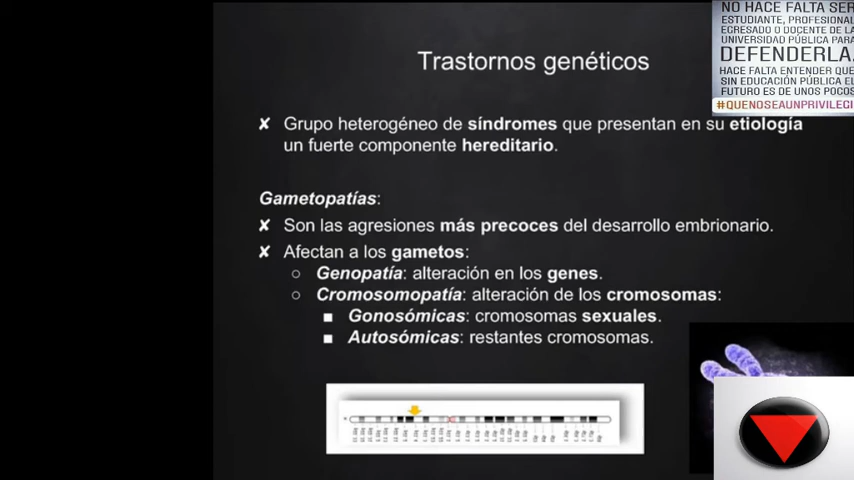 NO HACE FALTA SER
ESTUDIANTE, PROFESIONAL
EGRESADO O DOCENTE DE LA
UNIVERSIDAD PÚBLICA PARA
DEFENDERLA.
HACE FALTA ENTENDER QUE
SIN EDUCACIÓN PÚBLICA EL
FUTURO ES DE UNOS POCOS
#QUENOSEAUNPRIVILEGI
Trastornos genéticos
✘ Grupo heterogéneo de síndromes que presentan en su etiología
un fuerte componente hereditario.
Gametopatías:
✘ Son las agresiones más precoces del desarrollo embrionario.
✘ Afectan a los gametos:
○ Genopatía: alteración en los genes.
○ Cromosomopatía: alteración de los cromosomas:
■ Gonosómicas: cromosomas sexuales.
■ Autosómicas: restantes cromosomas.